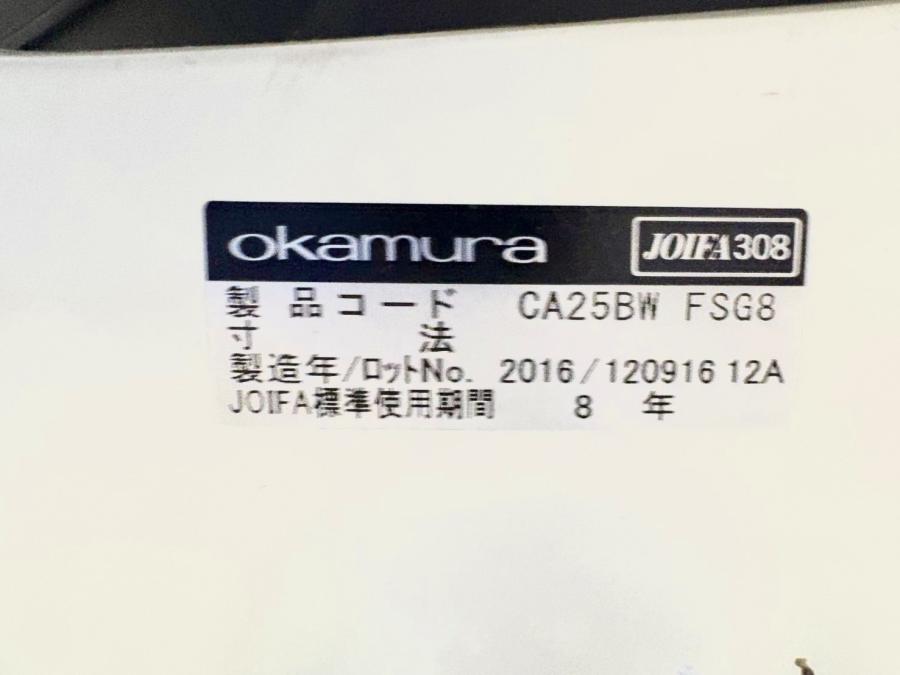 okamura JOIFA308
製品コード CA25BW FSG8
寸法
製造年/ロットNo. 2016/120916 12A
JOIFA標準使用期間 8 年